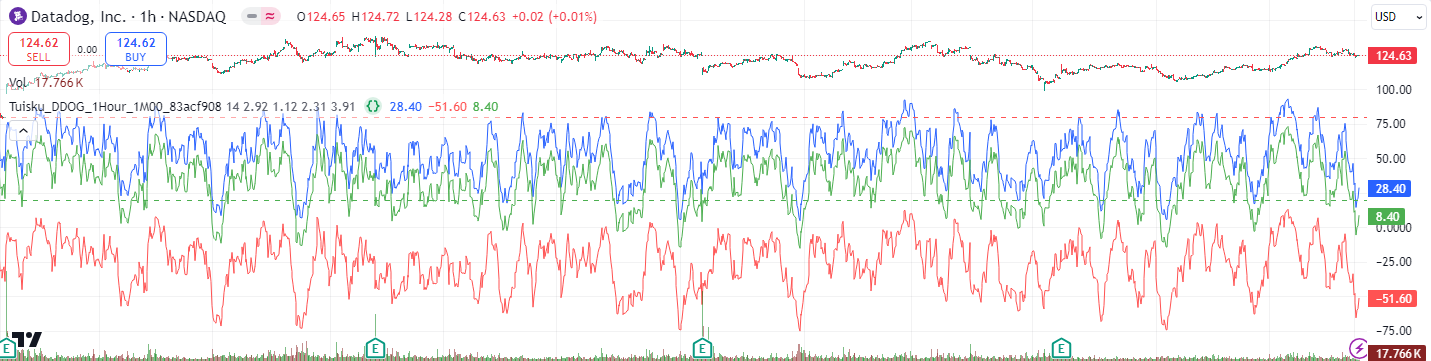 Datadog, Inc. · 1h · NASDAQ O124.65 H124.72 L124.28 C124.63 +0.02 (+0.01%)
USD
124.62 SELL
0.00
124.62 BUY
124.63
Vol · 17.766 K
100.00
Tuisku_DDOG_1Hour_1M00_83acf908 14 2.92 1.12 2.31 3.91 {} 28.40 −51.60 8.40
75.00
50.00
28.40
8.40
0.0000
−25.00
−51.60
−75.00
E E E E
17.766 K